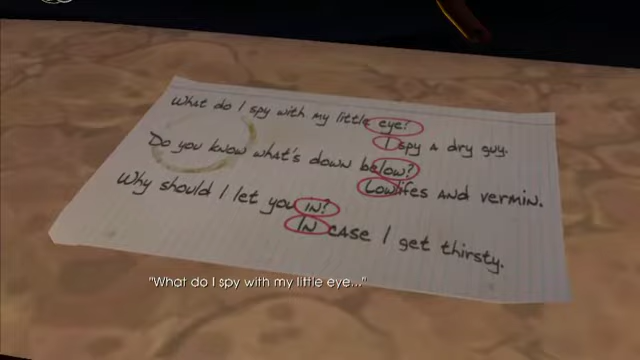 What do I spy with my little eye?
I spy a dry guy.
Do you know what's down below?
Lowlifes and vermin.
Why should I let you in?
In case I get thirsty.
"What do I spy with my little eye..."